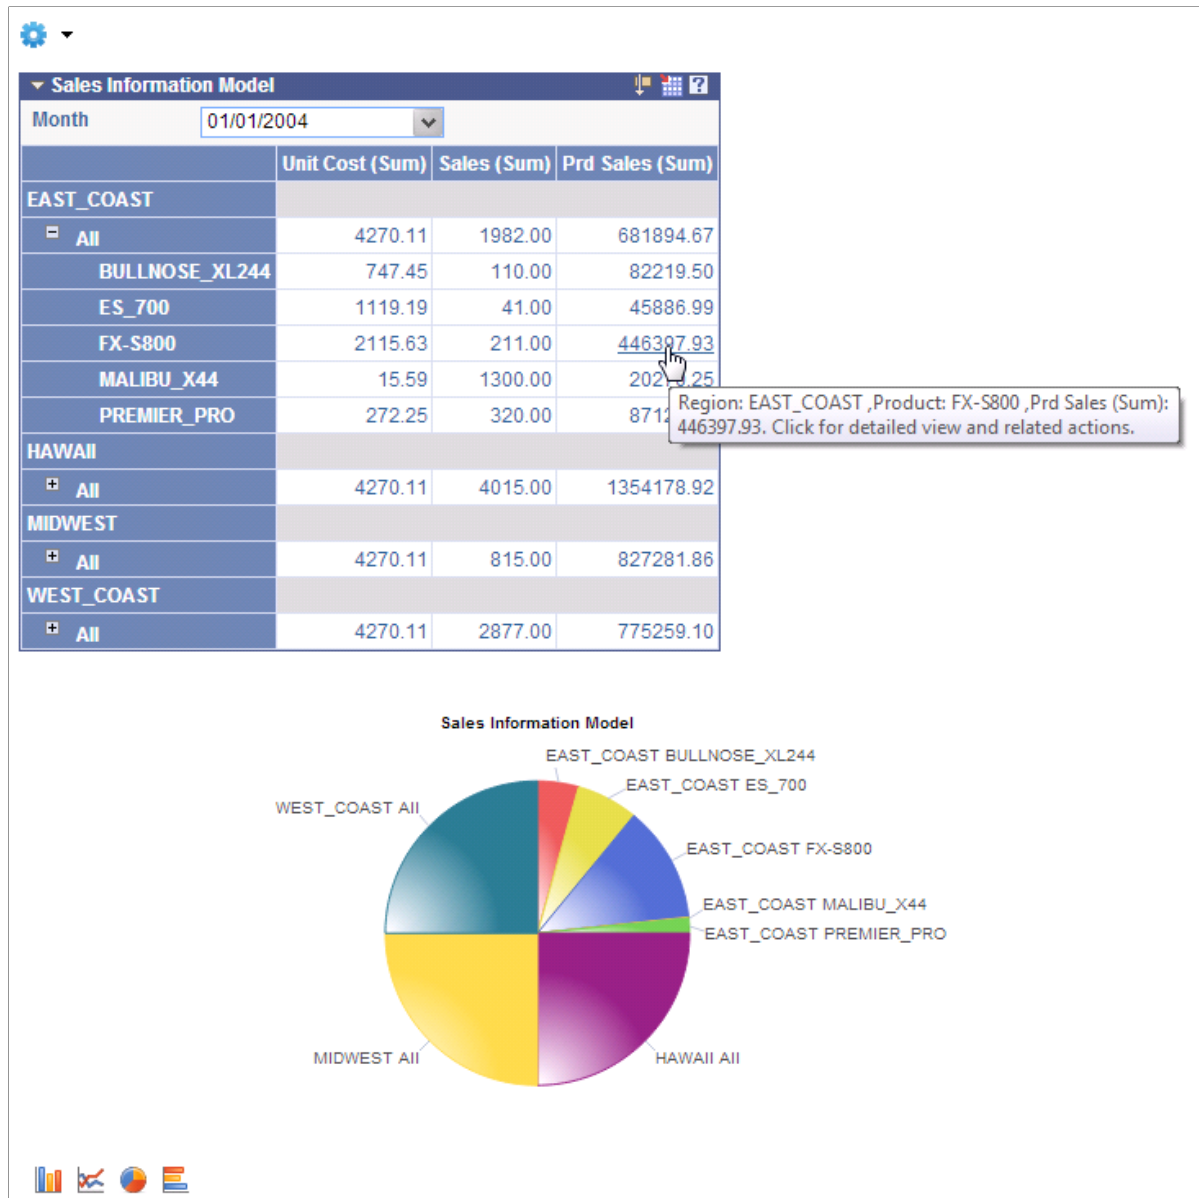 Sales Information Model
Month 01/01/2004
Unit Cost (Sum) Sales (Sum) Prd Sales (Sum)
EAST_COAST
All 4270.11 1982.00 681894.67
BULLNOSE_XL244 747.45 110.00 82219.50
ES_700 1119.19 41.00 45886.99
FX-S800 2115.63 211.00 446397.93
MALIBU_X44 15.59 1300.00
PREMIER_PRO 272.25 320.00
Region: EAST_COAST ,Product: FX-S800 ,Prd Sales (Sum):
446397.93. Click for detailed view and related actions.
HAWAII
All 4270.11 4015.00 1354178.92
MIDWEST
All 4270.11 815.00 827281.86
WEST_COAST
All 4270.11 2877.00 775259.10
Sales Information Model
EAST_COAST BULLNOSE_XL244
EAST_COAST ES_700
WEST_COAST All
EAST_COAST FX-S800
EAST_COAST MALIBU_X44
EAST_COAST PREMIER_PRO
MIDWEST All
HAWAII All